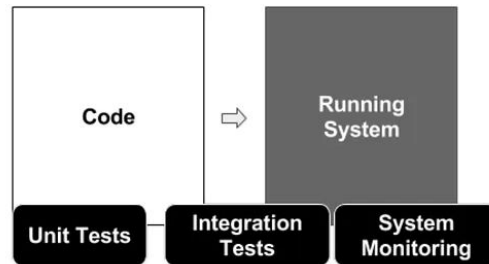 Code
Running
System
Unit Tests
Integration
Tests
System
Monitoring